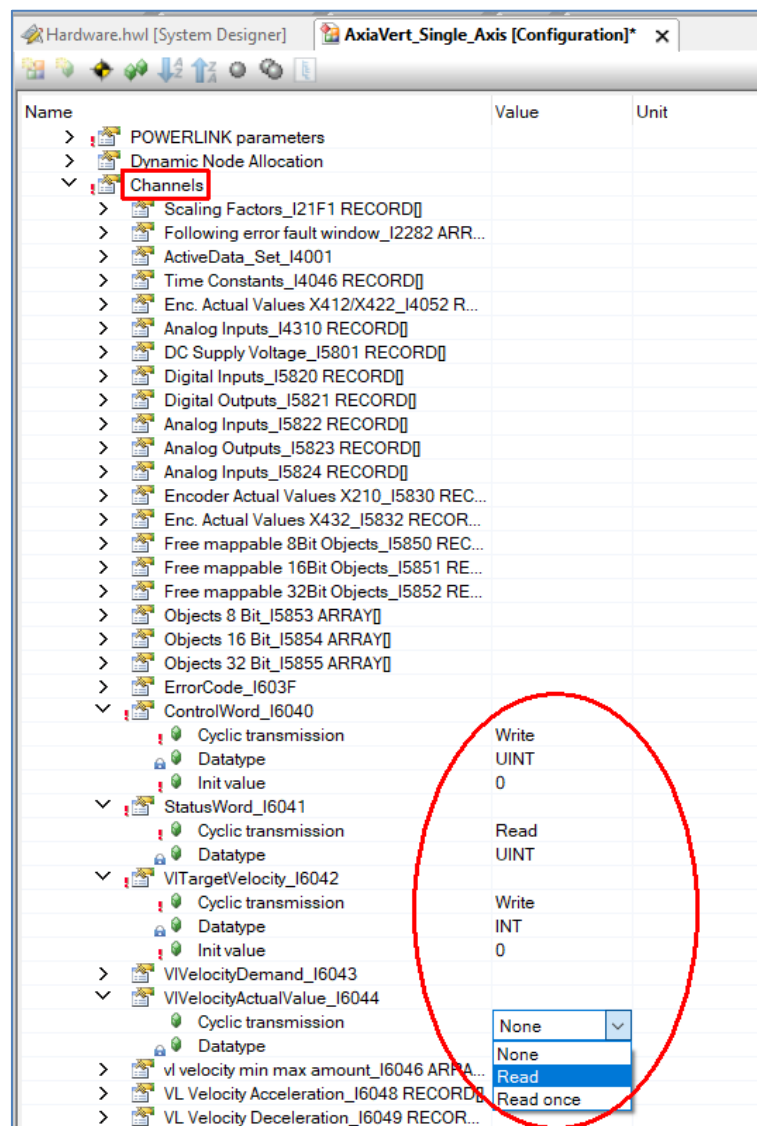 Hardware.hwl [System Designer] AxiaVert_Single_Axis [Configuration]* ×
Name Value Unit
POWERLINK parameters
Dynamic Node Allocation
Channels
Scaling Factors_I21F1 RECORD[]
Following error fault window_I2282 ARR...
ActiveData_Set_I4001
Time Constants_I4046 RECORD[]
Enc. Actual Values X412/X422_I4052 R...
Analog Inputs_I4310 RECORD[]
DC Supply Voltage_I5801 RECORD[]
Digital Inputs_I5820 RECORD[]
Digital Outputs_I5821 RECORD[]
Analog Inputs_I5822 RECORD[]
Analog Outputs_I5823 RECORD[]
Analog Inputs_I5824 RECORD[]
Encoder Actual Values X210_I5830 REC...
Enc. Actual Values X432_I5832 RECOR...
Free mappable 8Bit Objects_I5850 REC...
Free mappable 16Bit Objects_I5851 RE...
Free mappable 32Bit Objects_I5852 RE...
Objects 8 Bit_I5853 ARRAY[]
Objects 16 Bit_I5854 ARRAY[]
Objects 32 Bit_I5855 ARRAY[]
ErrorCode_I603F
ControlWord_I6040
Cyclic transmission Write
Datatype UINT
Init value 0
StatusWord_I6041
Cyclic transmission Read
Datatype UINT
VlTargetVelocity_I6042
Cyclic transmission Write
Datatype INT
Init value 0
VlVelocityDemand_I6043
VlVelocityActualValue_I6044
Cyclic transmission None
Datatype None
vl velocity min max amount_I6046 ARRA... Read
VL Velocity Acceleration_I6048 RECORD[] Read once
VL Velocity Deceleration_I6049 RECOR...